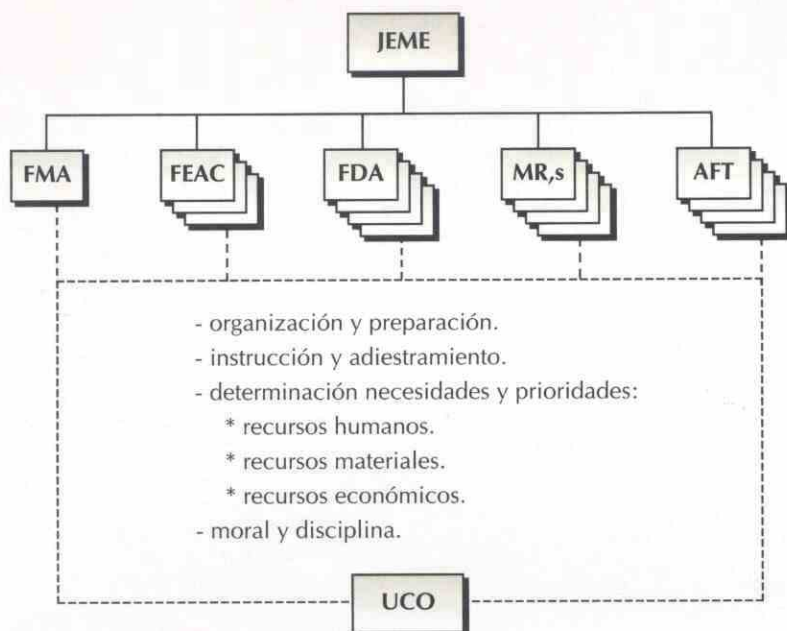 JEME
FMA FEAC FDA MR,s AFT
- organización y preparación.
- instrucción y adiestramiento.
- determinación necesidades y prioridades:
* recursos humanos.
* recursos materiales.
* recursos económicos.
- moral y disciplina.
UCO